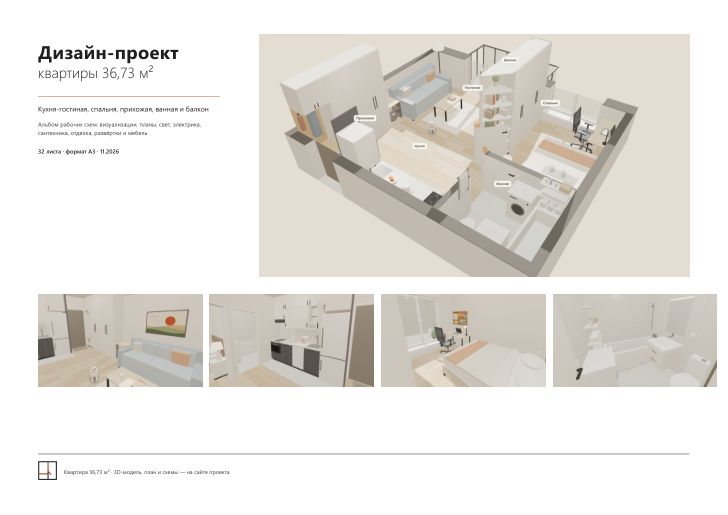 Дизайн-проект
квартиры 36,73 м²
Кухня-гостиная, спальня, прихожая, ванная и балкон
Альбом рабочих схем: визуализации, планы, свет, электрика,
сантехника, отделка, развёртки и мебель
32 листа · формат А3 · 11.2026
Балкон
Гостиная
Спальня
Прихожая
Кухня
Ванная
Квартира 36,73 м² · 3D-модель, план и схемы — на сайте проекта